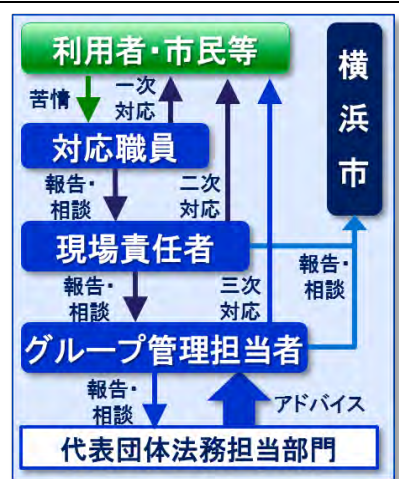 利用者・市民等
横
浜
市
苦情
一次
対応
対応職員
報告・
相談
二次
対応
現場責任者
報告・
相談
三次
対応
報告・
相談
グループ管理担当者
報告・
相談
アドバイス
代表団体法務担当部門